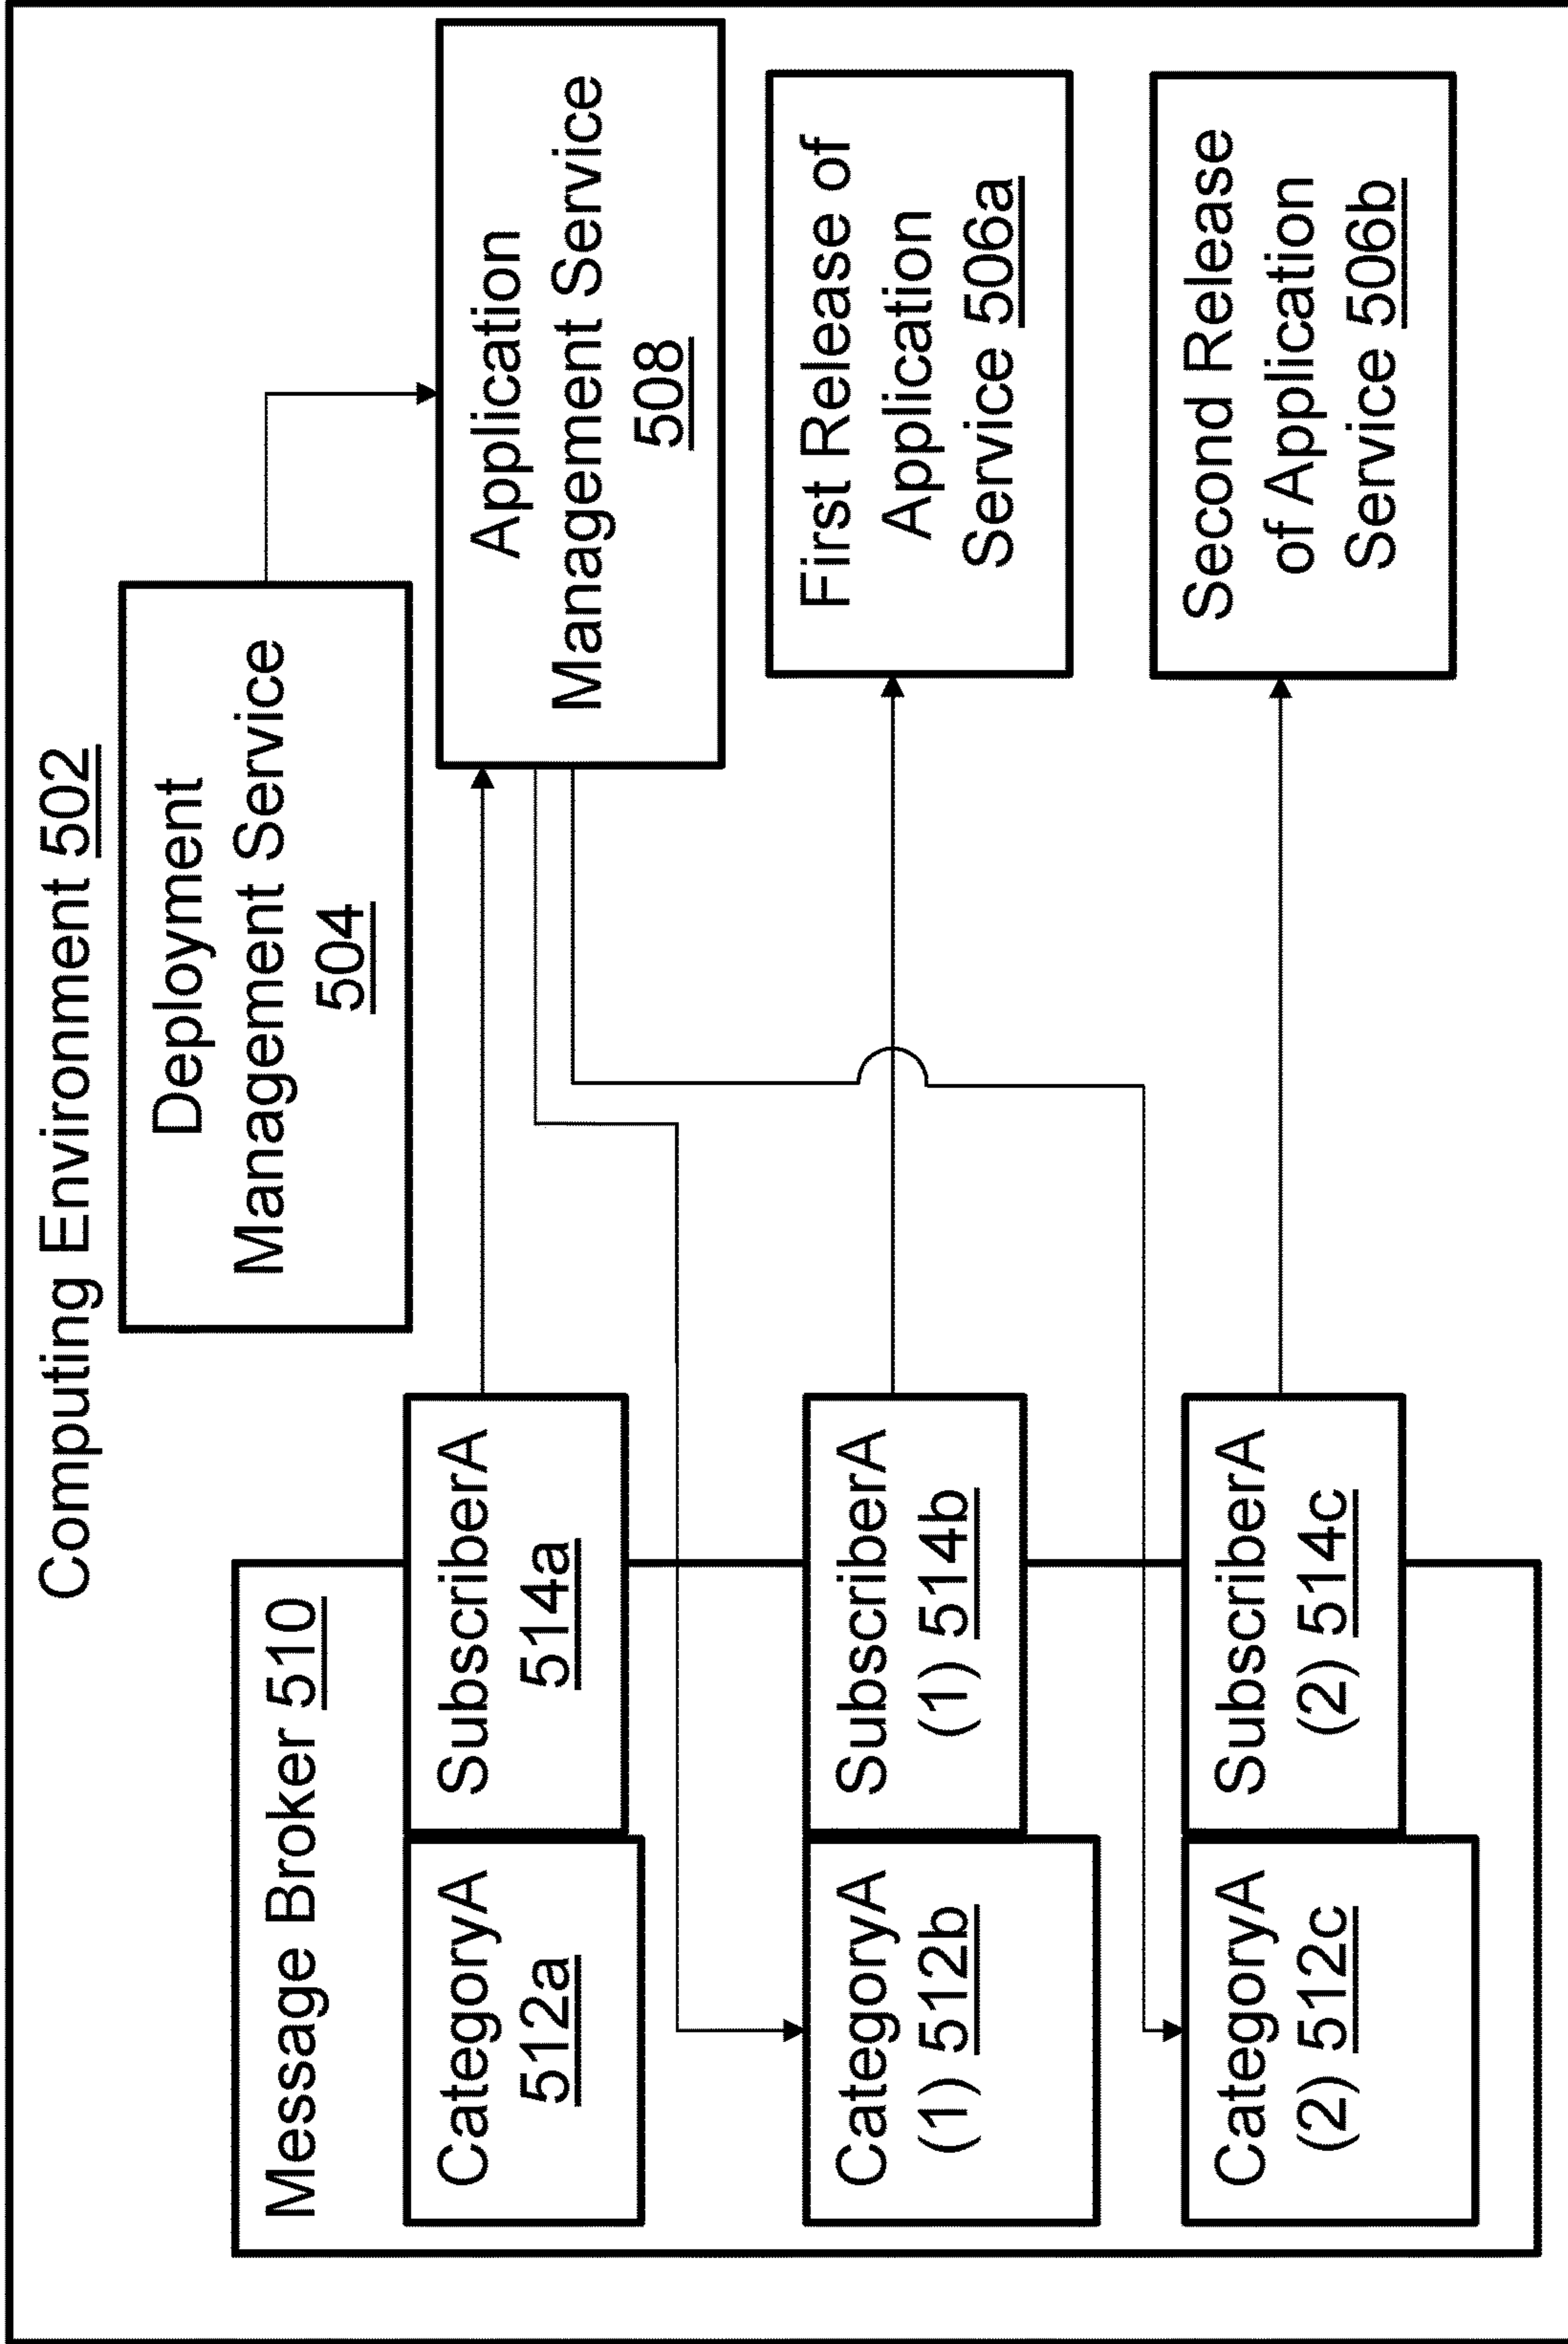 Computing Environment 502
Deployment
Management Service
504
Message Broker 510
CategoryA
512a
SubscriberA
514a
Application
Management Service
508
CategoryA
(1) 512b
SubscriberA
(1) 514b
First Release of
Application
Service 506a
CategoryA
(2) 512c
SubscriberA
(2) 514c
Second Release
of Application
Service 506b